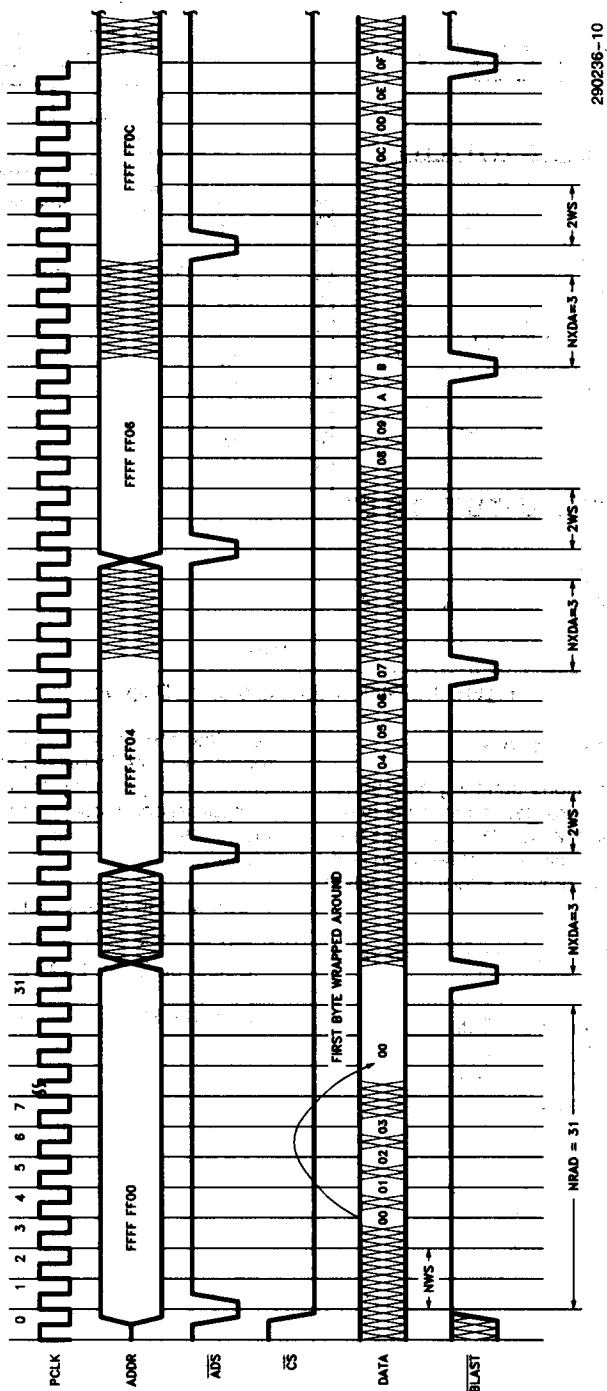 PCLK
0 1 2 3 4 5 6 7 31
ADDR
FFFF FF00 FFFF FF04 FFFF FF06 FFFF FF0C
ADS
CS
FIRST BYTE WRAPPED AROUND
DATA
00 01 02 03 00 04 05 06 07 08 09 A B 0C 0D 0E 0F
NWS
BLAST
NRAD = 31 NXDA=3 2WS NXDA=3 2WS NXDA=3 2WS
290236-10